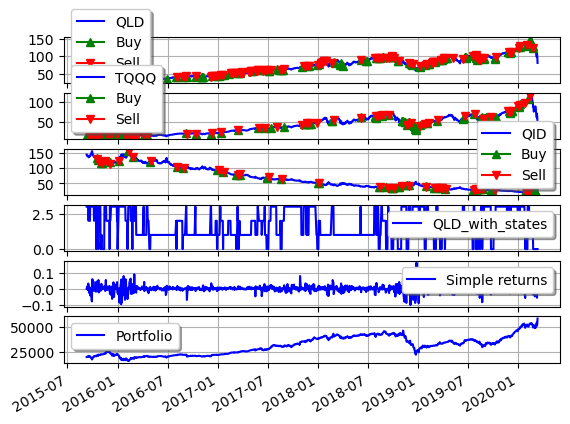 QLD
Buy
Sell
150
100
50
TQQQ
Buy
Sell
100
50
QID
Buy
Sell
150
100
50
QLD_with_states
2.5
0.0
Simple returns
0.1
0.0
−0.1
Portfolio
50000
25000
2015-07
2016-01
2016-07
2017-01
2017-07
2018-01
2018-07
2019-01
2019-07
2020-01